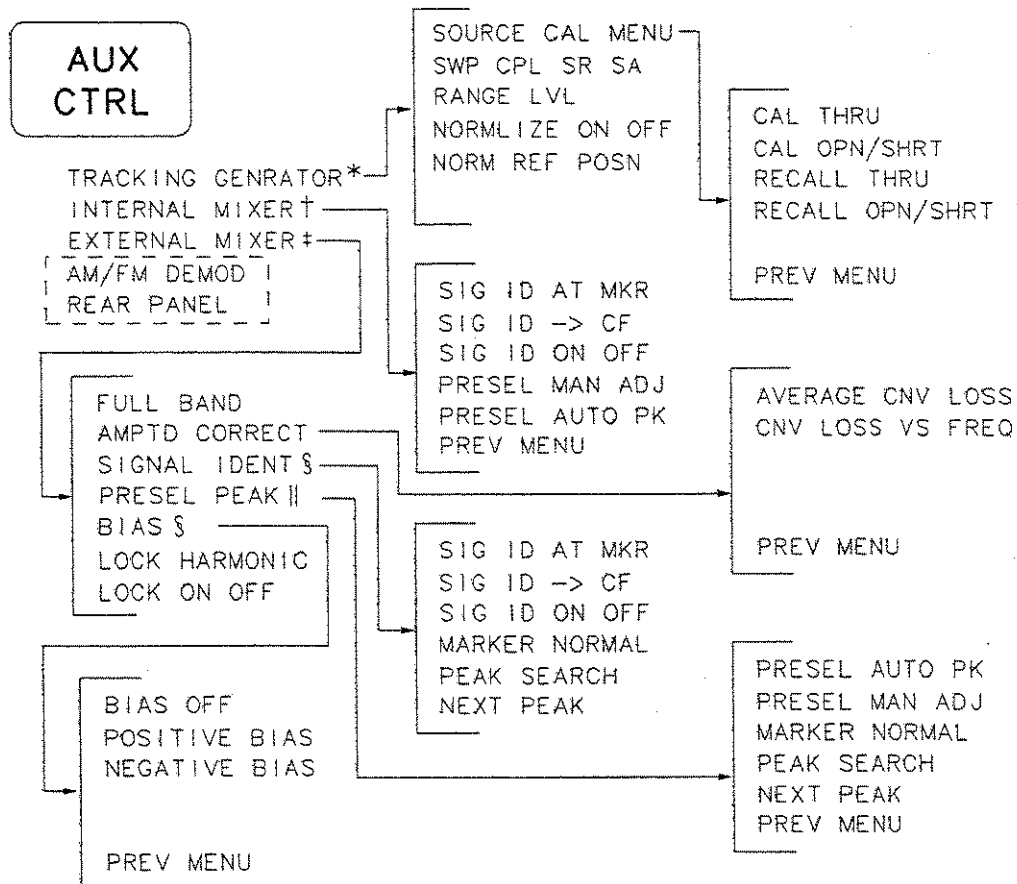 AUX
CTRL
TRACKING GENRATOR*
INTERNAL MIXER†
EXTERNAL MIXER‡
AM/FM DEMOD
REAR PANEL
SOURCE CAL MENU
SWP CPL SR SA
RANGE LVL
NORMLIZE ON OFF
NORM REF POSN
CAL THRU
CAL OPN/SHRT
RECALL THRU
RECALL OPN/SHRT
PREV MENU
SIG ID AT MKR
SIG ID -> CF
SIG ID ON OFF
PRESEL MAN ADJ
PRESEL AUTO PK
PREV MENU
FULL BAND
AMPTD CORRECT
SIGNAL IDENT §
PRESEL PEAK ||
BIAS §
LOCK HARMONIC
LOCK ON OFF
AVERAGE CNV LOSS
CNV LOSS VS FREQ
PREV MENU
SIG ID AT MKR
SIG ID -> CF
SIG ID ON OFF
MARKER NORMAL
PEAK SEARCH
NEXT PEAK
PRESEL AUTO PK
PRESEL MAN ADJ
MARKER NORMAL
PEAK SEARCH
NEXT PEAK
PREV MENU
BIAS OFF
POSITIVE BIAS
NEGATIVE BIAS
PREV MENU